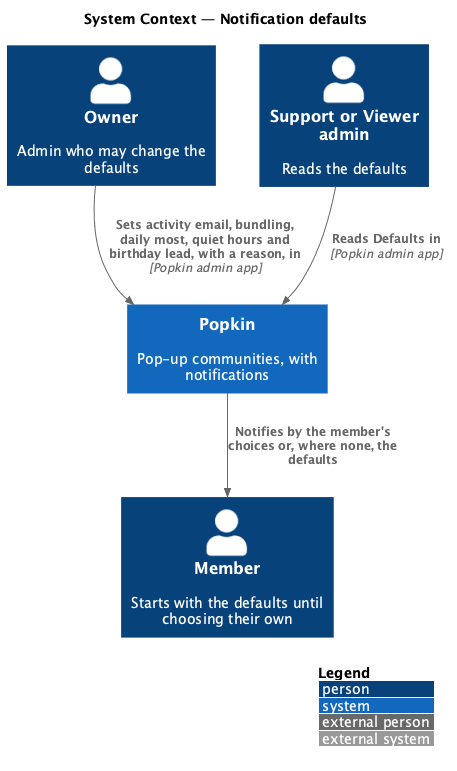 System Context — Notification defaults
Owner
Admin who may change the
defaults
Support or Viewer
admin
Reads the defaults
Sets activity email, bundling,
daily most, quiet hours and
birthday lead, with a reason, in
[Popkin admin app]
Reads Defaults in
[Popkin admin app]
Popkin
Pop-up communities, with
notifications
Notifies by the member's
choices or, where none, the
defaults
Member
Starts with the defaults until
choosing their own
Legend
person
system
external person
external system